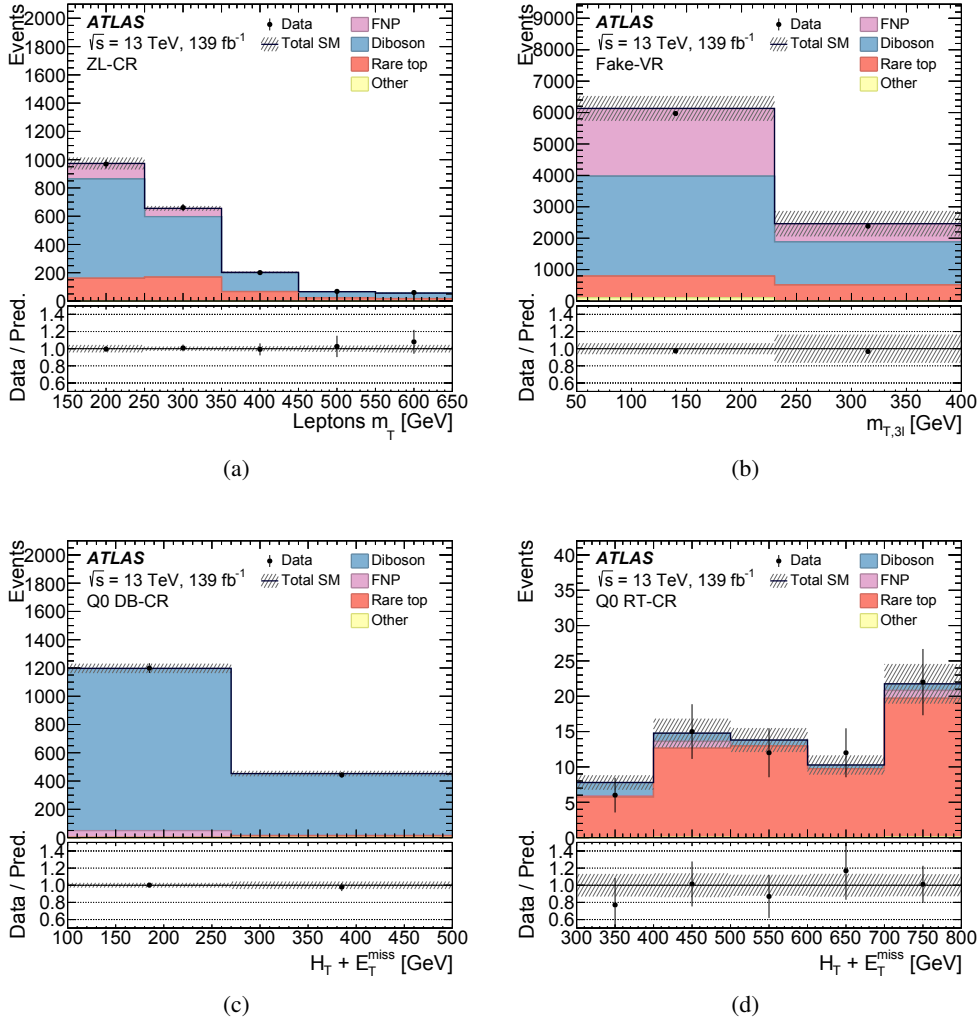 Events
2000
1800
1600
1400
1200
1000
800
600
400
200
0
ATLAS
√s = 13 TeV, 139 fb⁻¹
ZL-CR
Data
Total SM
FNP
Diboson
Rare top
Other
Data / Pred.
1.4
1.2
1.0
0.8
0.6
150 200 250 300 350 400 450 500 550 600 650
Leptons m_T [GeV]
(a)
Events
9000
8000
7000
6000
5000
4000
3000
2000
1000
0
ATLAS
√s = 13 TeV, 139 fb⁻¹
Fake-VR
Data
Total SM
FNP
Diboson
Rare top
Other
Data / Pred.
1.4
1.2
1.0
0.8
0.6
50 100 150 200 250 300 350 400
m_T,3l [GeV]
(b)
Events
2000
1800
1600
1400
1200
1000
800
600
400
200
0
ATLAS
√s = 13 TeV, 139 fb⁻¹
Q0 DB-CR
Data
Total SM
Diboson
FNP
Rare top
Other
Data / Pred.
1.4
1.2
1.0
0.8
0.6
100 150 200 250 300 350 400 450 500
H_T + E_T^miss [GeV]
(c)
Events
40
35
30
25
20
15
10
5
0
ATLAS
√s = 13 TeV, 139 fb⁻¹
Q0 RT-CR
Data
Total SM
Diboson
FNP
Rare top
Other
Data / Pred.
1.4
1.2
1.0
0.8
0.6
300 350 400 450 500 550 600 650 700 750 800
H_T + E_T^miss [GeV]
(d)